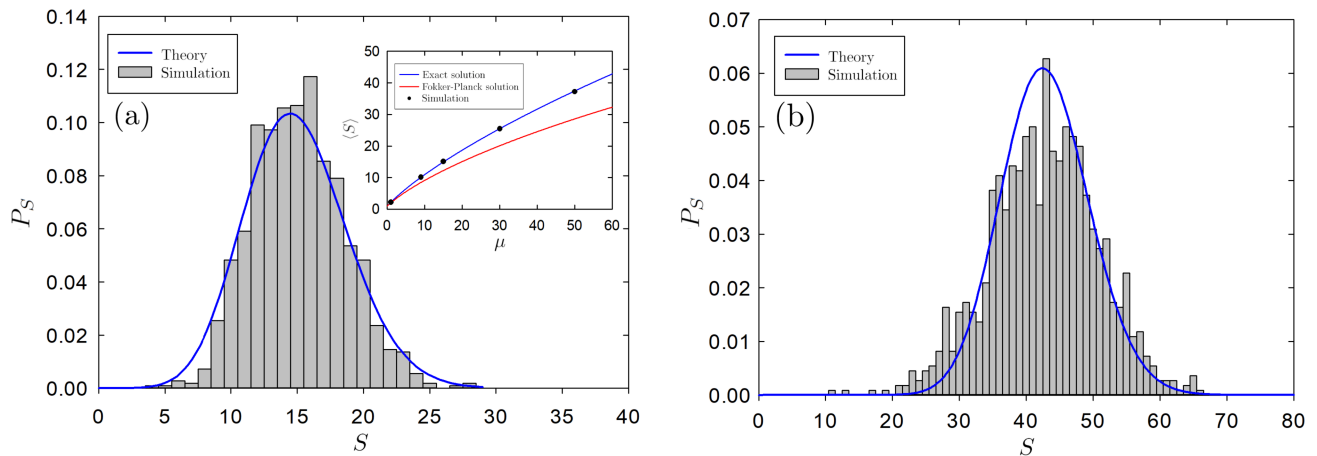 0.14
0.12
0.10
0.08
0.06
0.04
0.02
0.00
P_S
Theory
Simulation
(a)
0 5 10 15 20 25 30 35 40
S
50
40
30
20
10
0
⟨S⟩
Exact solution
Fokker-Planck solution
Simulation
0 10 20 30 40 50 60
μ
0.07
0.06
0.05
0.04
0.03
0.02
0.01
0.00
P_S
Theory
Simulation
(b)
0 10 20 30 40 50 60 70 80
S